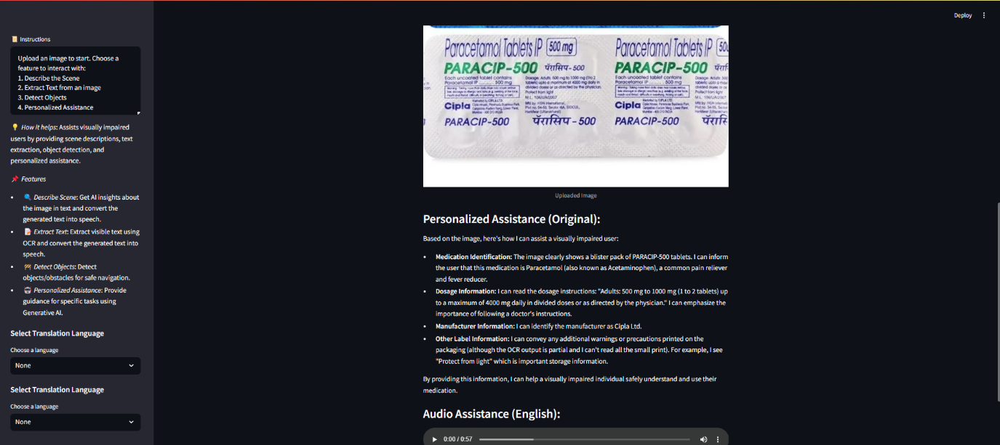 Deploy
Instructions
Upload an image to start. Choose a
feature to interact with:
1. Describe the Scene
2. Extract Text from an image
3. Detect Objects
4. Personalized Assistance
How it helps: Assists visually impaired
users by providing scene descriptions, text
extraction, object detection, and
personalized assistance.
Features
Describe Scene: Get AI insights about
the image in text and convert the
generated text into speech.
Extract Text: Extract visible text using
OCR and convert the generated text into
speech.
Detect Objects: Detect
objects/obstacles for safe navigation.
Personalized Assistance: Provide
guidance for specific tasks using
Generative AI.
Select Translation Language
Choose a language
None
Select Translation Language
Choose a language
None
Paracetamol Tablets IP 500 mg
PARACIP-500 पॅरासिप - 500
Each uncoated tablet contains
Paracetamol IP ..... 500 mg
Dosage: Adults: 500 mg to 1000 mg (1 to 2
tablets) upto a maximum of 4000 mg daily in
divided doses or as directed by the physician.
Protect from light
Cipla
PARACIP-500 पॅरासिप - 500
Paracetamol Tablets IP
PARACIP-500
Each uncoated tablet contains
Paracetamol IP ..... 500 mg
Cipla
PARACIP-500
Uploaded Image
Personalized Assistance (Original):
Based on the image, here's how I can assist a visually impaired user:
Medication Identification: The image clearly shows a blister pack of PARACIP-500 tablets. I can inform
the user that this medication is Paracetamol (also known as Acetaminophen), a common pain reliever
and fever reducer.
Dosage Information: I can read the dosage instructions: "Adults: 500 mg to 1000 mg (1 to 2 tablets) up
to a maximum of 4000 mg daily in divided doses or as directed by the physician." I can emphasize the
importance of following a doctor's instructions.
Manufacturer Information: I can identify the manufacturer as Cipla Ltd.
Other Label Information: I can convey any additional warnings or precautions printed on the
packaging (although the OCR output is partial and I can't read all the small print). For example, I see
"Protect from light" which is important storage information.
By providing this information, I can help a visually impaired individual safely understand and use their
medication.
Audio Assistance (English):
0:00 / 0:57